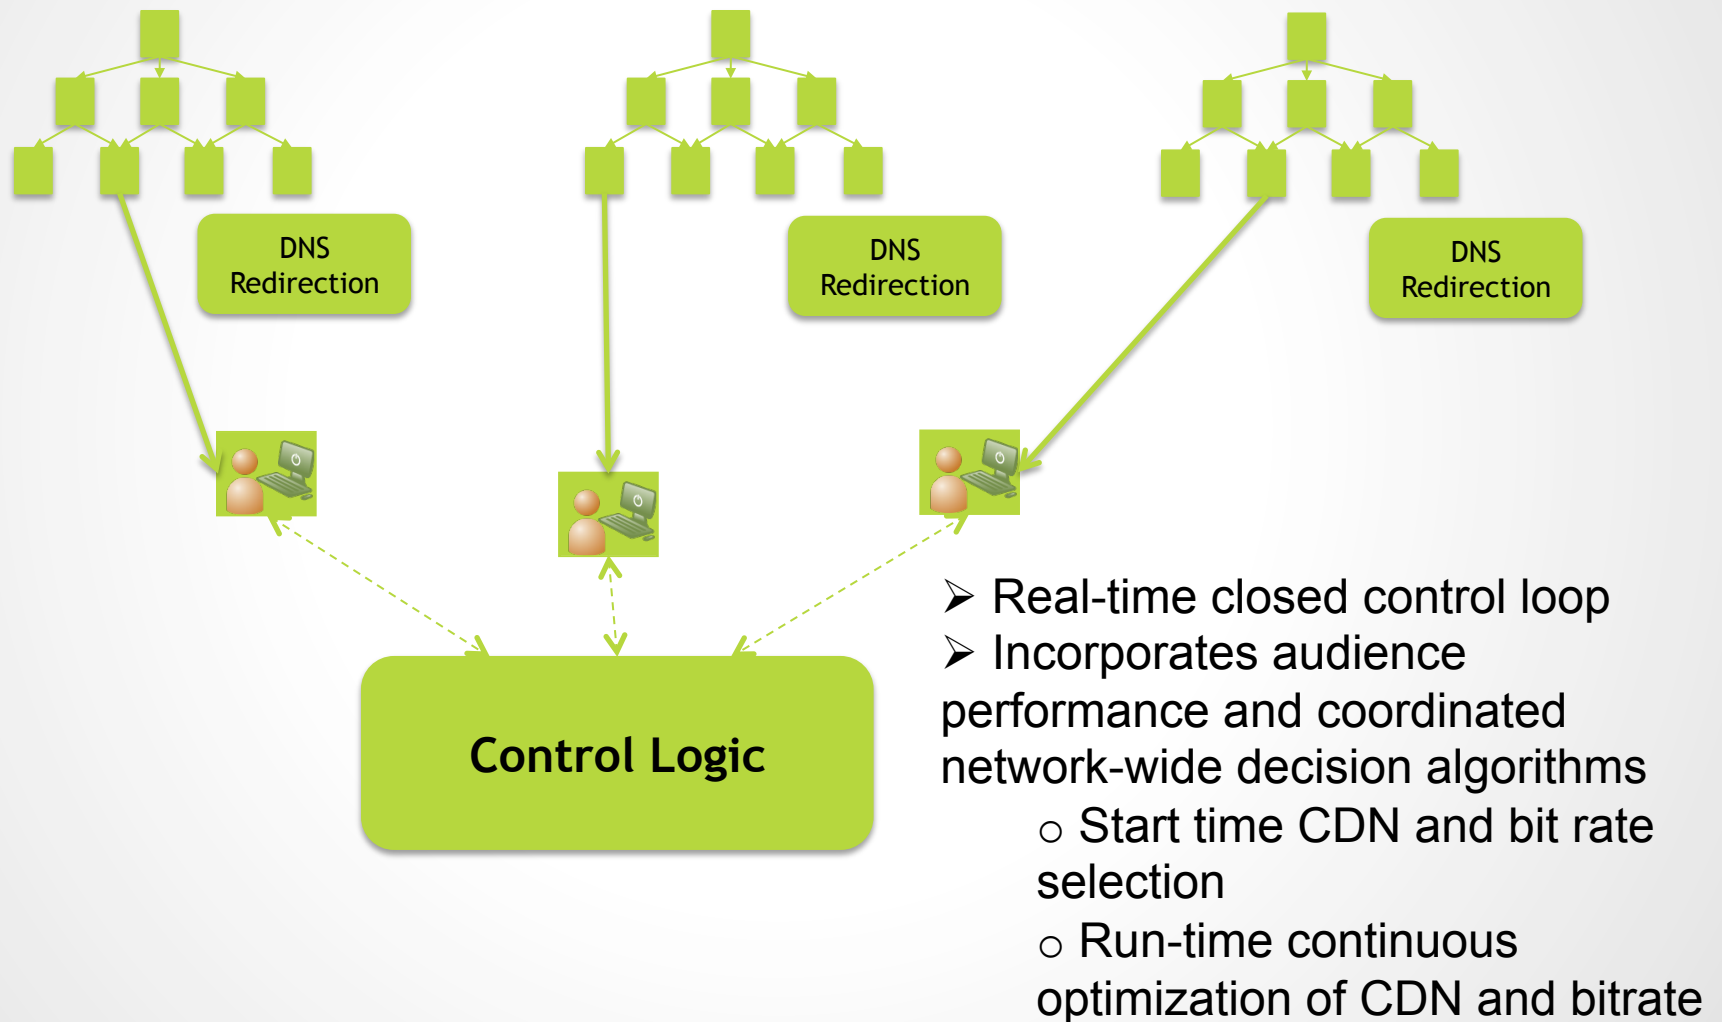 DNS
Redirection
DNS
Redirection
DNS
Redirection
Control Logic
➢ Real-time closed control loop
➢ Incorporates audience
performance and coordinated
network-wide decision algorithms
o Start time CDN and bit rate
selection
o Run-time continuous
optimization of CDN and bitrate